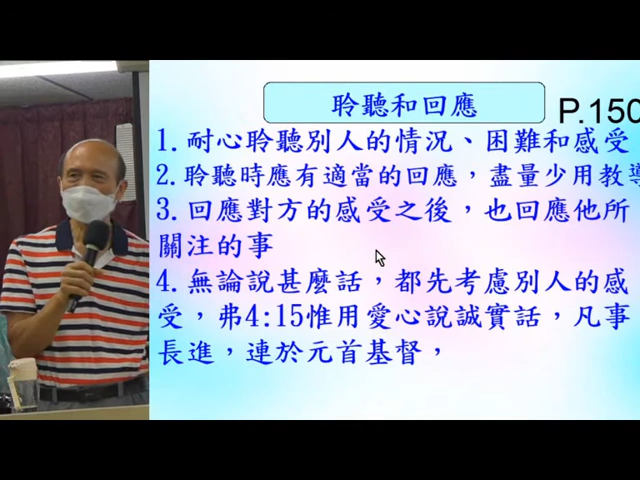 聆聽和回應
P.150
1.耐心聆聽別人的情況、困難和感受
2.聆聽時應有適當的回應，盡量少用教導
3.回應對方的感受之後，也回應他所
關注的事
4.無論說甚麼話，都先考慮別人的感
受，弗4:15惟用愛心說誠實話，凡事
長進，連於元首基督，